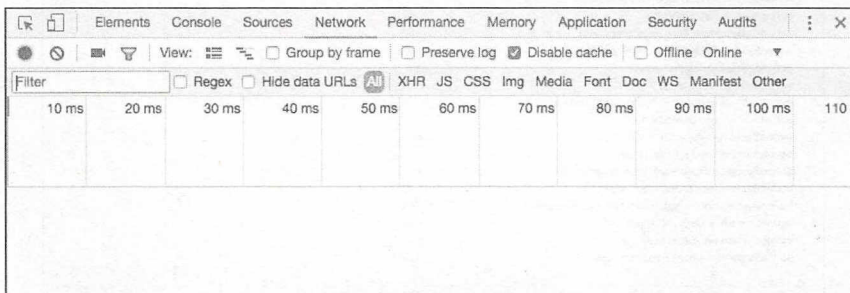 Elements Console Sources Network Performance Memory Application Security Audits
View: Group by frame Preserve log Disable cache Offline Online
Filter Regex Hide data URLs All XHR JS CSS Img Media Font Doc WS Manifest Other
10 ms 20 ms 30 ms 40 ms 50 ms 60 ms 70 ms 80 ms 90 ms 100 ms 110